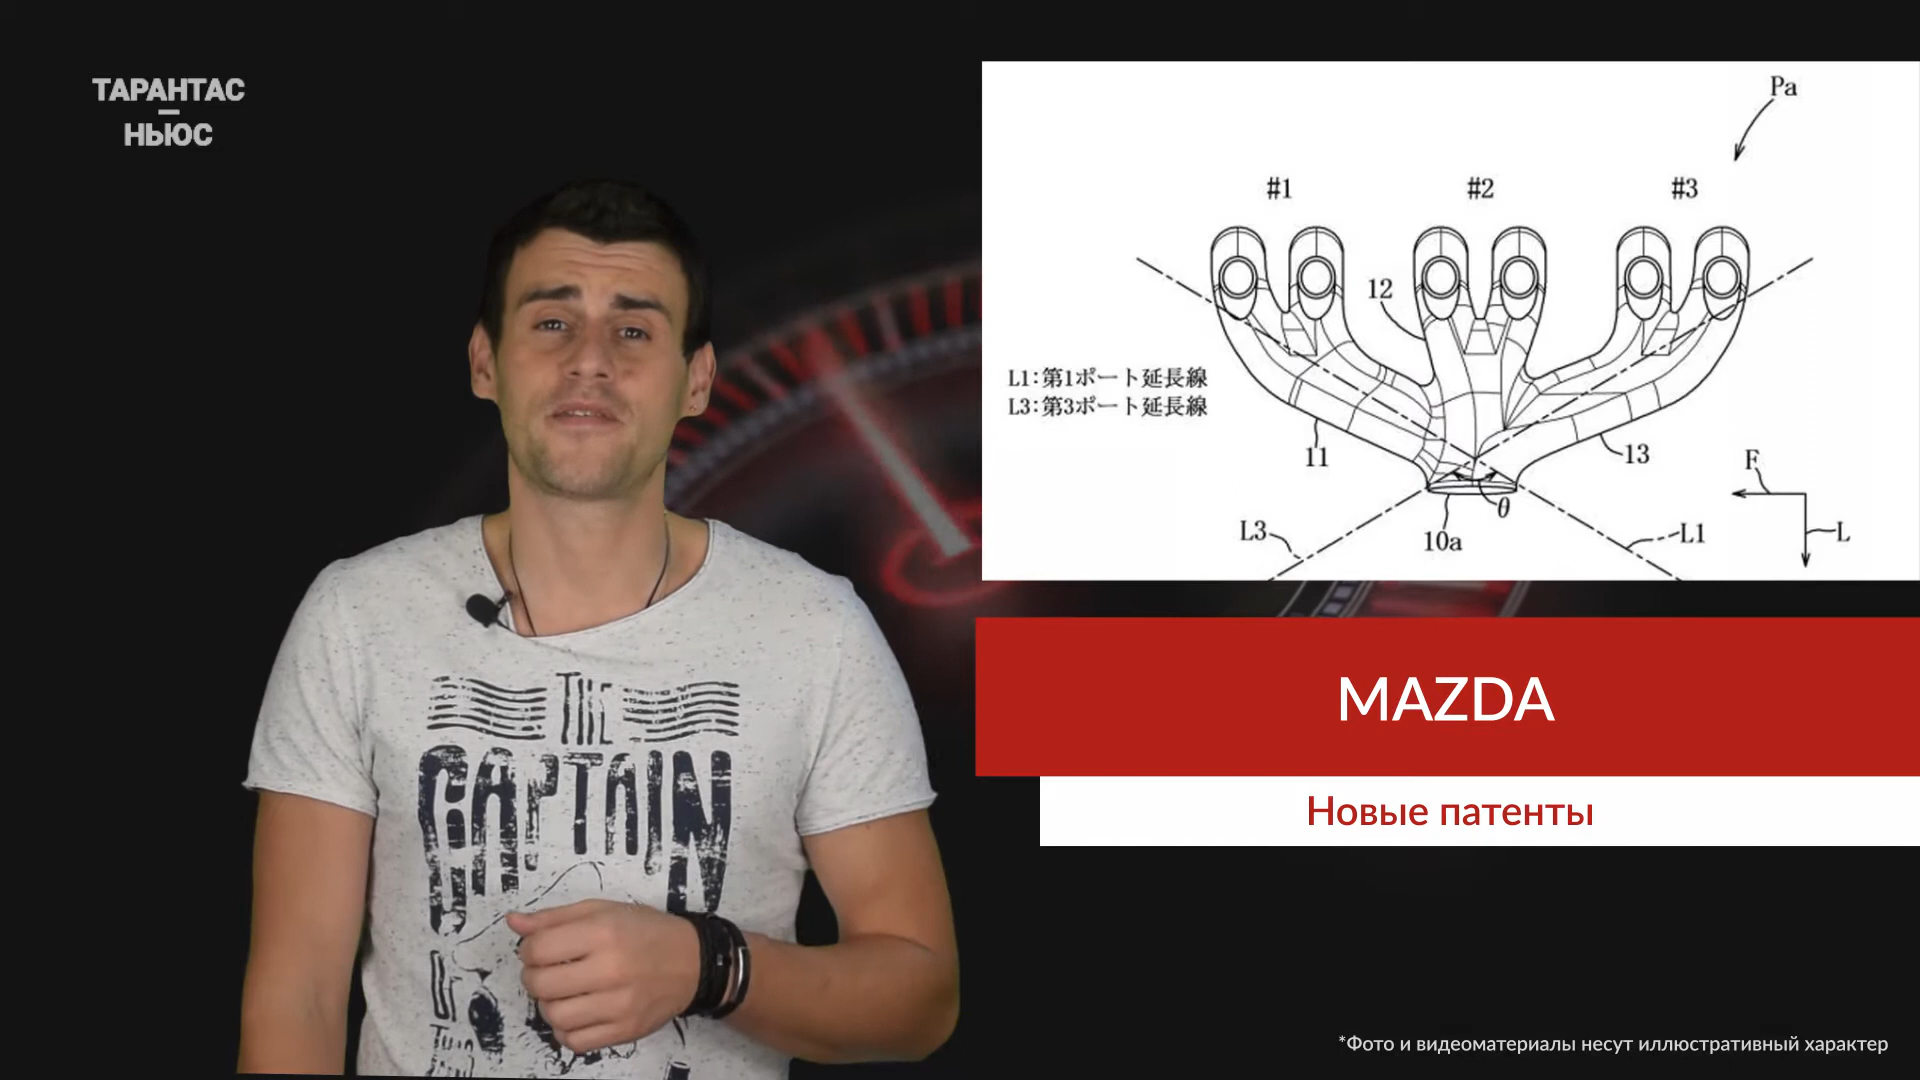 ТАРАНТАС
НЬЮС
Pa
#1
#2
#3
12
L1:第1ポート延長線
L3:第3ポート延長線
11
13
F
θ
L3
10a
L1
L
MAZDA
Новые патенты
THE
CAPTAIN
OF
*Фото и видеоматериалы несут иллюстративный характер